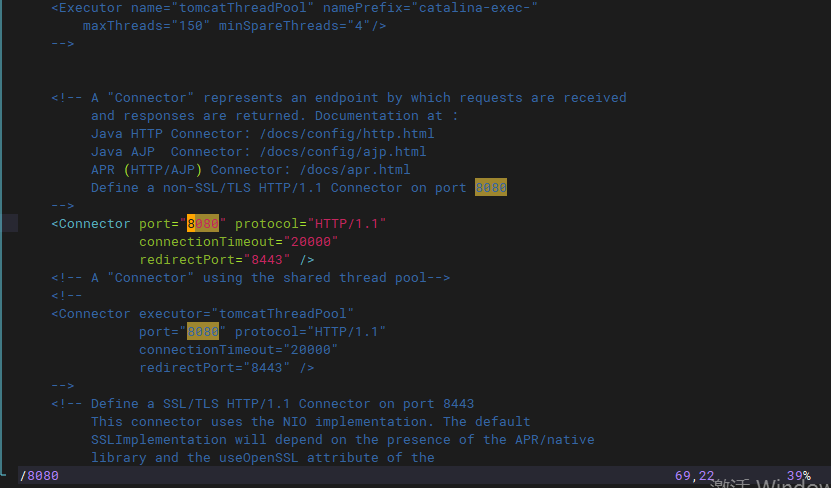 <Executor name="tomcatThreadPool" namePrefix="catalina-exec-"
maxThreads="150" minSpareThreads="4"/>
-->
<!-- A "Connector" represents an endpoint by which requests are received
and responses are returned. Documentation at :
Java HTTP Connector: /docs/config/http.html
Java AJP  Connector: /docs/config/ajp.html
APR (HTTP/AJP) Connector: /docs/apr.html
Define a non-SSL/TLS HTTP/1.1 Connector on port 8080
-->
<Connector port="8080" protocol="HTTP/1.1"
connectionTimeout="20000"
redirectPort="8443" />
<!-- A "Connector" using the shared thread pool-->
<!--
<Connector executor="tomcatThreadPool"
port="8080" protocol="HTTP/1.1"
connectionTimeout="20000"
redirectPort="8443" />
-->
<!-- Define a SSL/TLS HTTP/1.1 Connector on port 8443
This connector uses the NIO implementation. The default
SSLImplementation will depend on the presence of the APR/native
library and the useOpenSSL attribute of the
/8080 69,22 39%